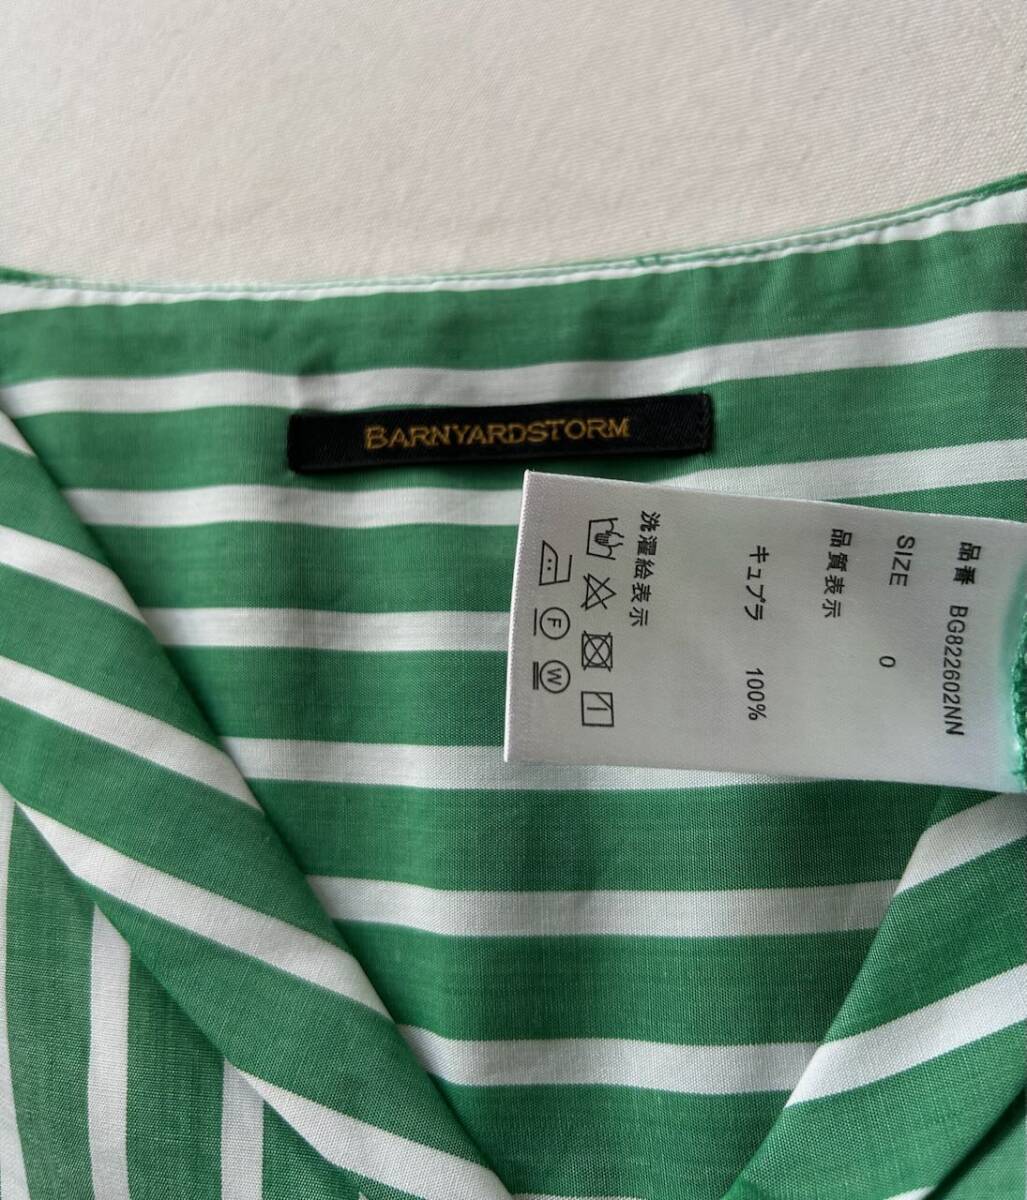 BARNYARDSTORM
品番 BG822602NN
SIZE 0
品質表示
キュプラ 100%
洗濯絵表示
F
W